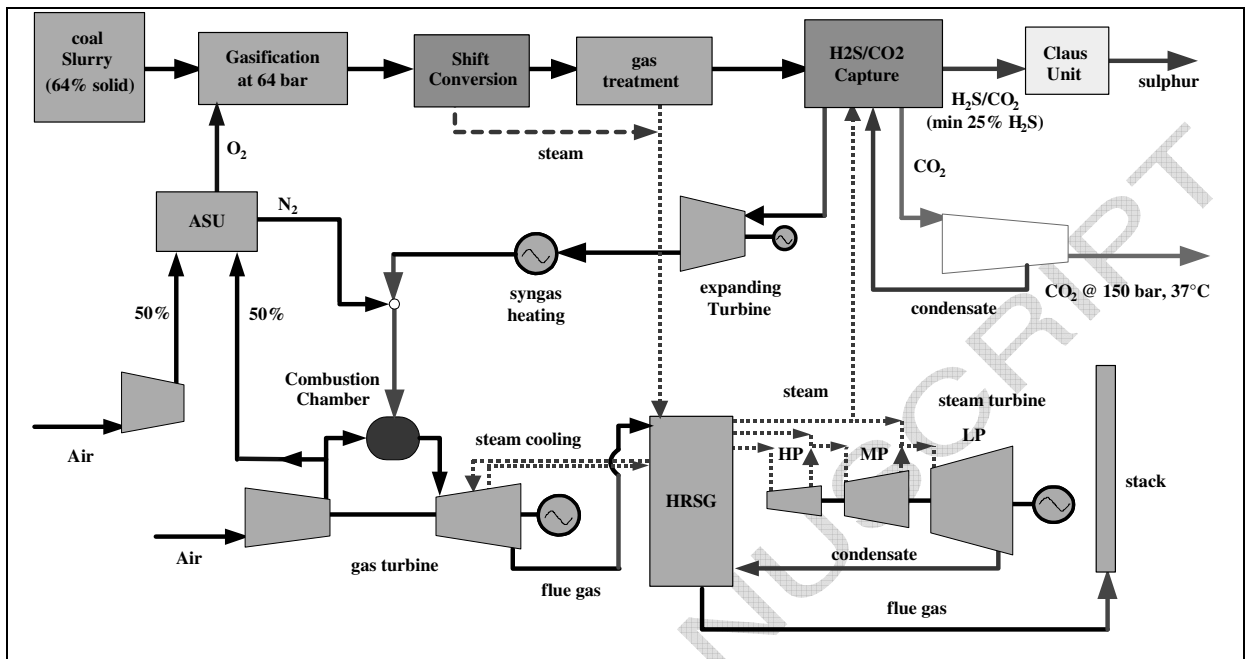 coal
Slurry
(64% solid)
Gasification
at 64 bar
Shift
Conversion
gas
treatment
H2S/CO2
Capture
Claus
Unit
sulphur
H₂S/CO₂
(min 25% H₂S)
steam
O₂
CO₂
ASU
N₂
syngas
heating
expanding
Turbine
condensate
CO₂ @ 150 bar, 37°C
50%
50%
Combustion
Chamber
steam
steam turbine
Air
steam cooling
HP
MP
LP
HRSG
stack
Air
gas turbine
condensate
flue gas
flue gas
NUSCRIPT